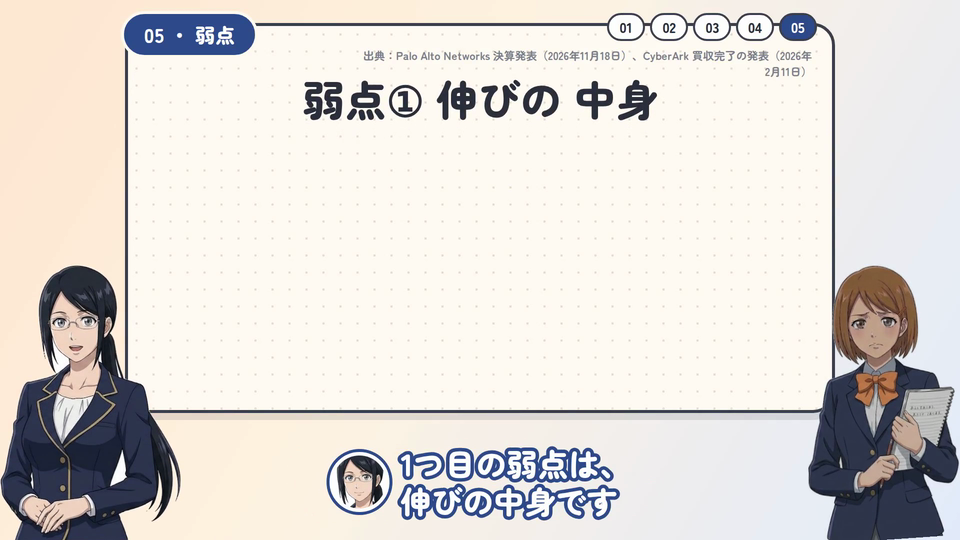 05 ・ 弱点
01 02 03 04 05
出典：Palo Alto Networks 決算発表（2026年11月18日）、CyberArk 買収完了の発表（2026年
2月11日）
弱点① 伸びの 中身
1つ目の弱点は、
伸びの中身です